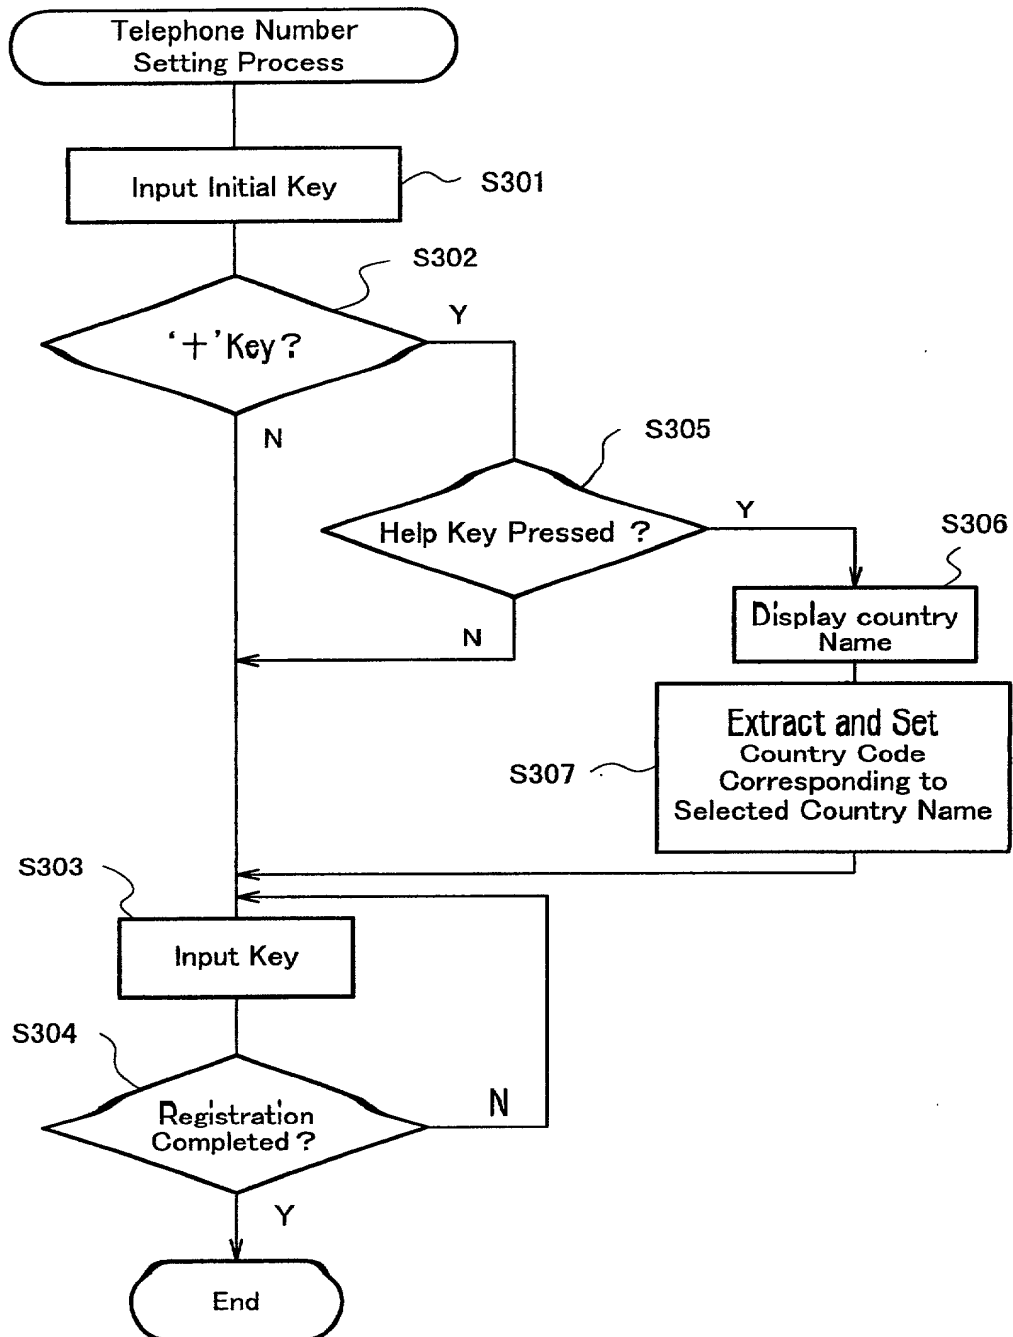 Telephone Number
Setting Process
Input Initial Key
S301
S302
'+' Key ?
Y
N
S305
Help Key Pressed ?
Y
N
S306
Display country
Name
Extract and Set
Country Code
Corresponding to
Selected Country Name
S307
S303
Input Key
S304
Registration
Completed ?
N
Y
End